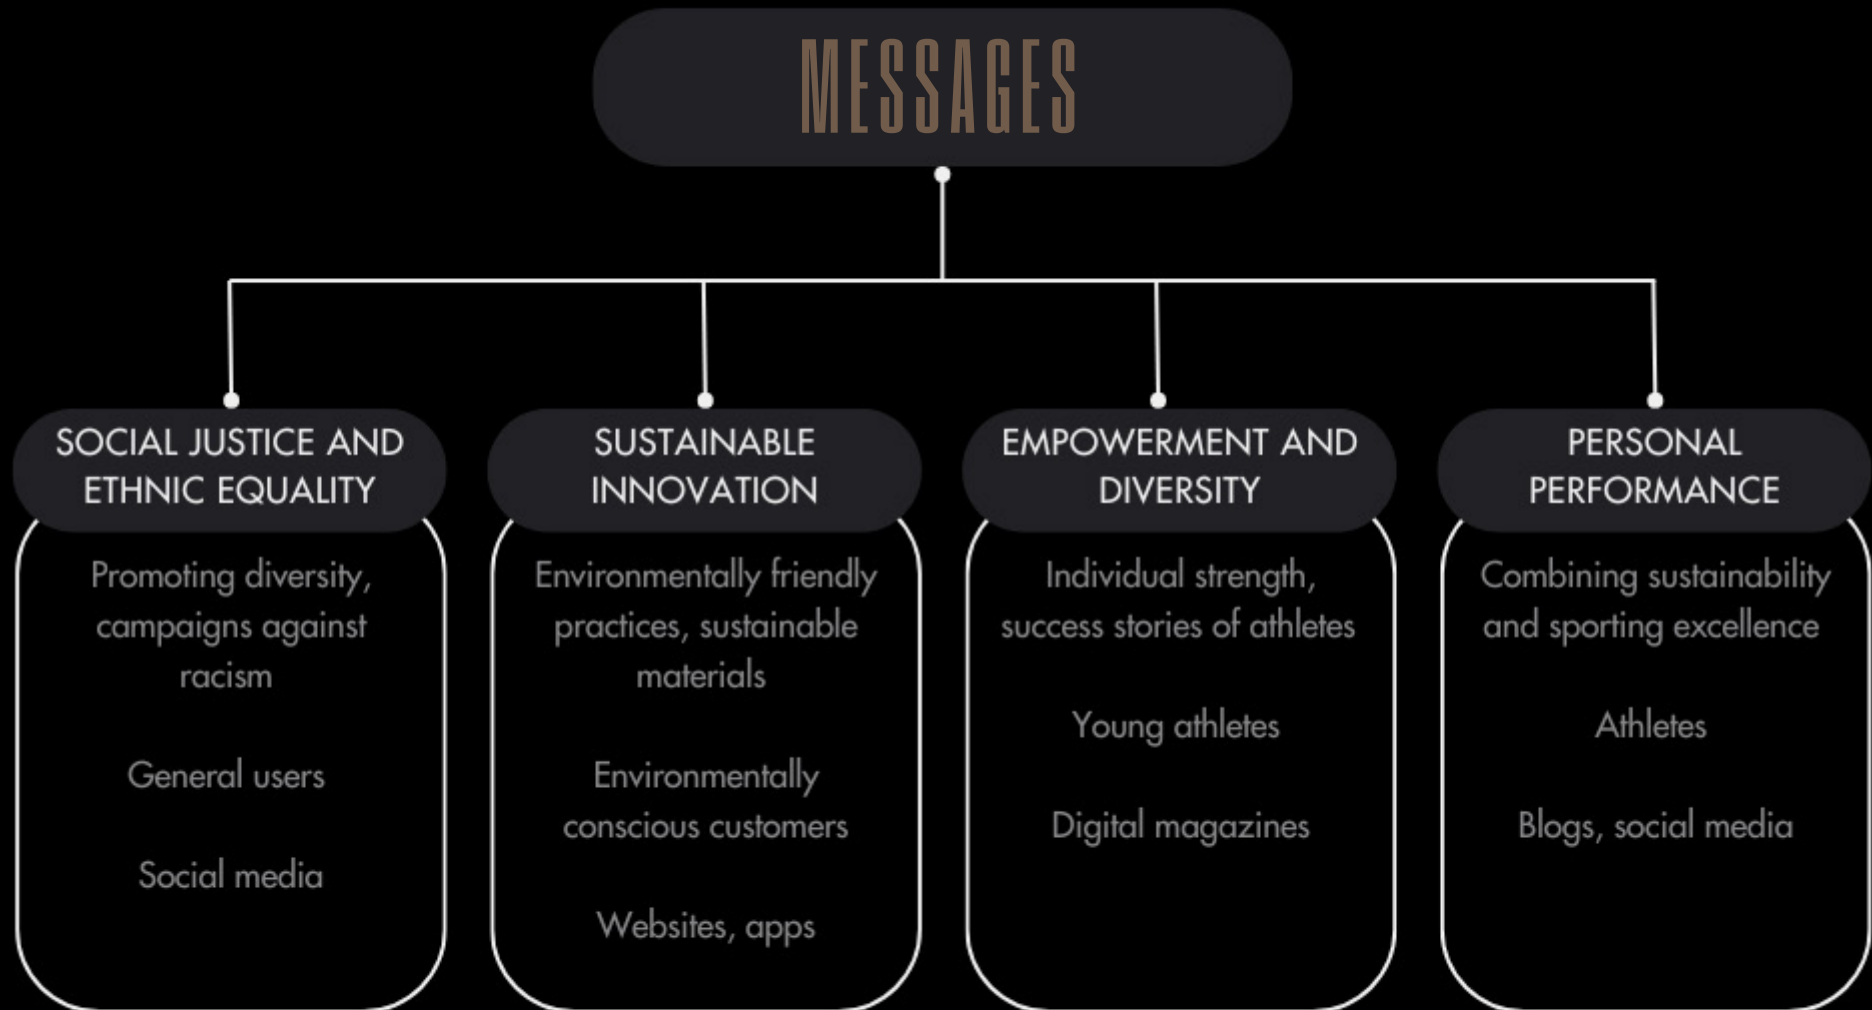 MESSAGES
SOCIAL JUSTICE AND
ETHNIC EQUALITY
Promoting diversity,
campaigns against
racism
General users
Social media
SUSTAINABLE
INNOVATION
Environmentally friendly
practices, sustainable
materials
Environmentally
conscious customers
Websites, apps
EMPOWERMENT AND
DIVERSITY
Individual strength,
success stories of athletes
Young athletes
Digital magazines
PERSONAL
PERFORMANCE
Combining sustainability
and sporting excellence
Athletes
Blogs, social media